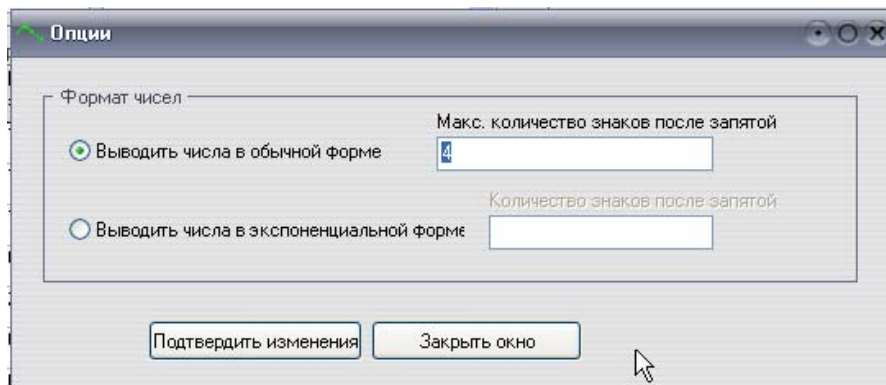 Опции
Формат чисел
Макс. количество знаков после запятой
Выводить числа в обычной форме
4
Количество знаков после запятой
Выводить числа в экспоненциальной форме
Подтвердить изменения
Закрыть окно